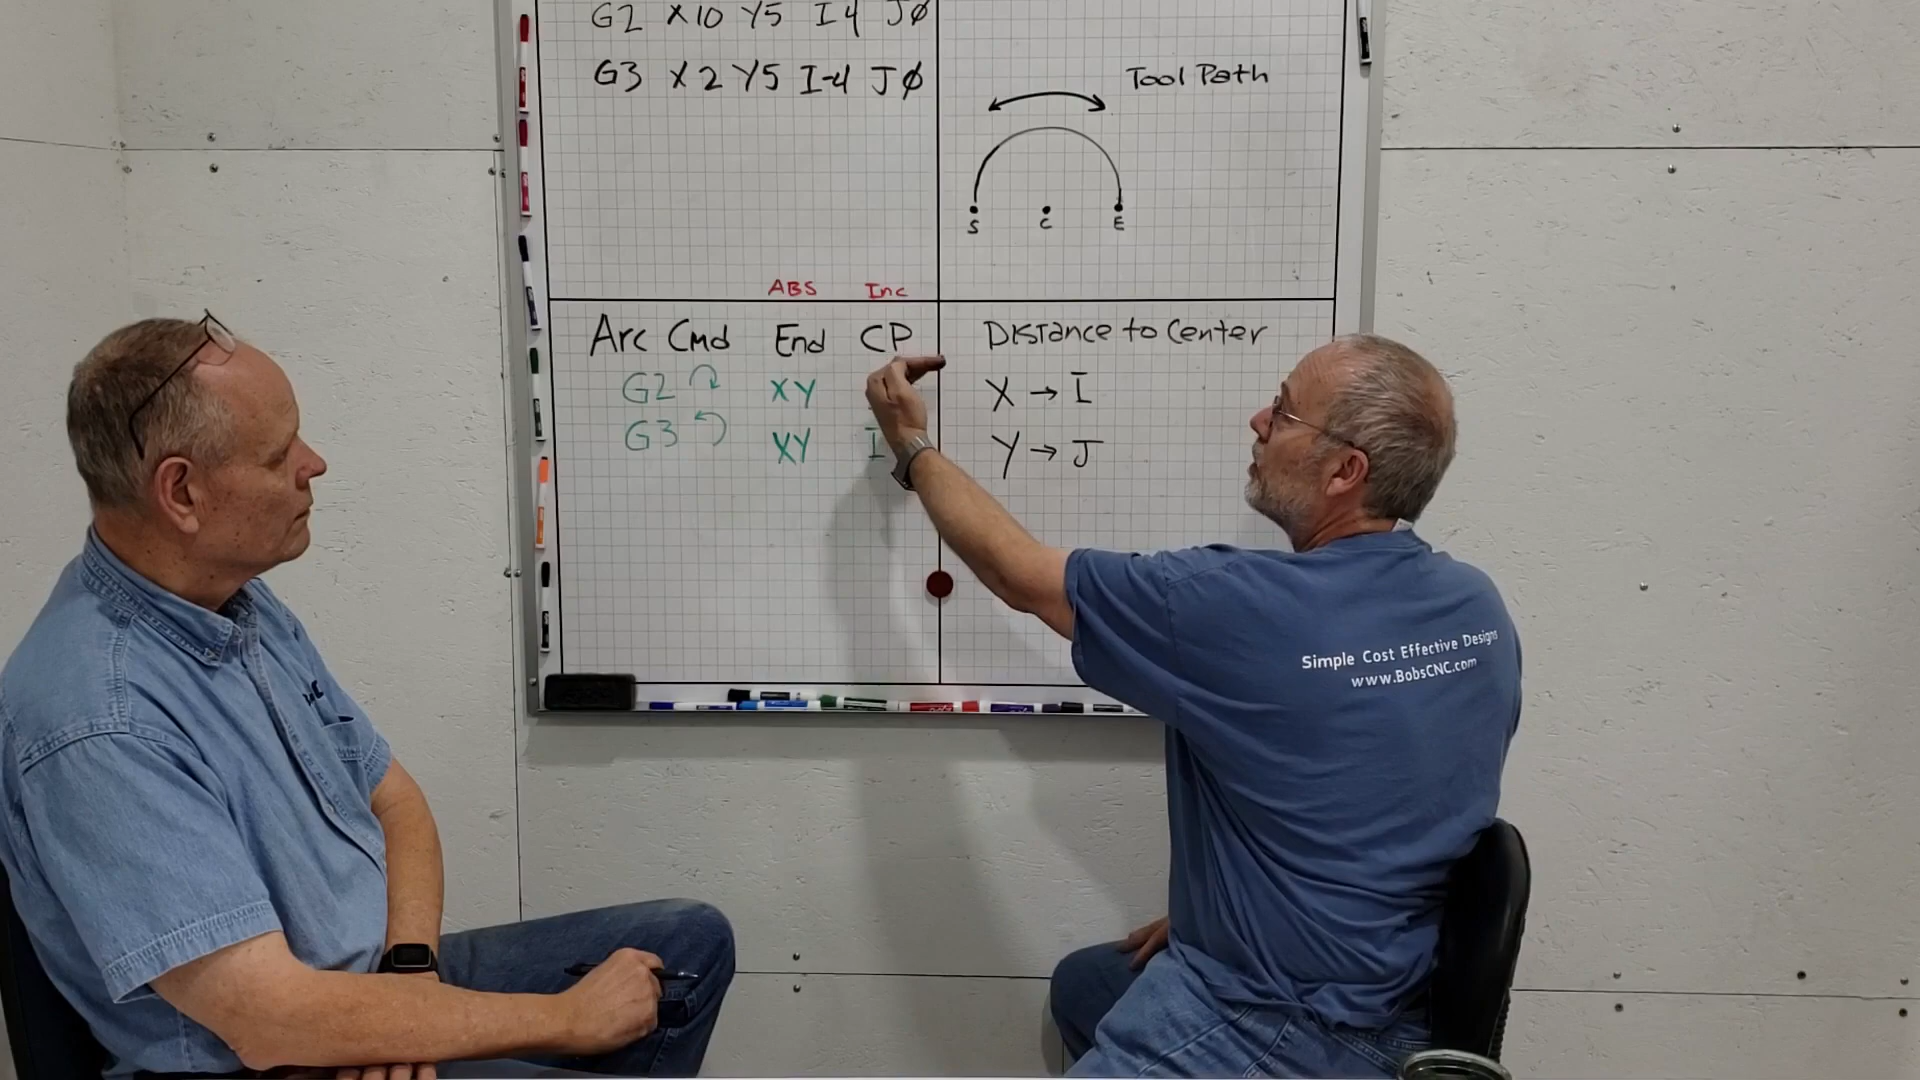 G2 X10 Y5 I4 JØ
G3 X2 Y5 I-4 JØ
Tool Path
S C E
ABS Inc
Arc Cmd End CP
G2 XY
G3 XY I
Distance to Center
X → I
Y → J
Simple Cost Effective Designs
www.BobsCNC.com